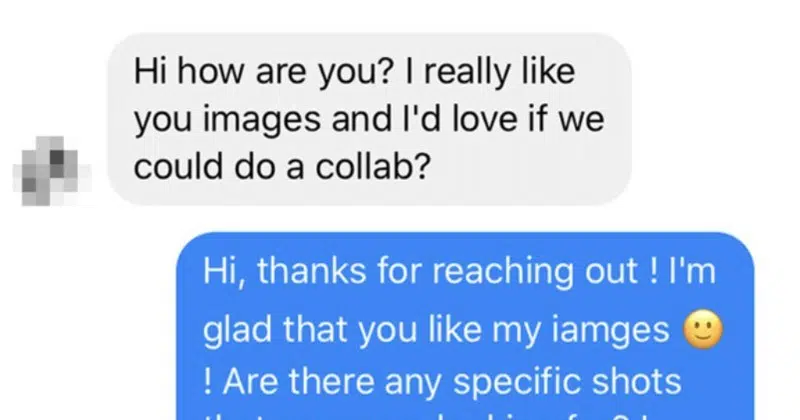 Hi how are you? I really like
you images and I'd love if we
could do a collab?
Hi, thanks for reaching out ! I'm
glad that you like my iamges 🙂
! Are there any specific shots